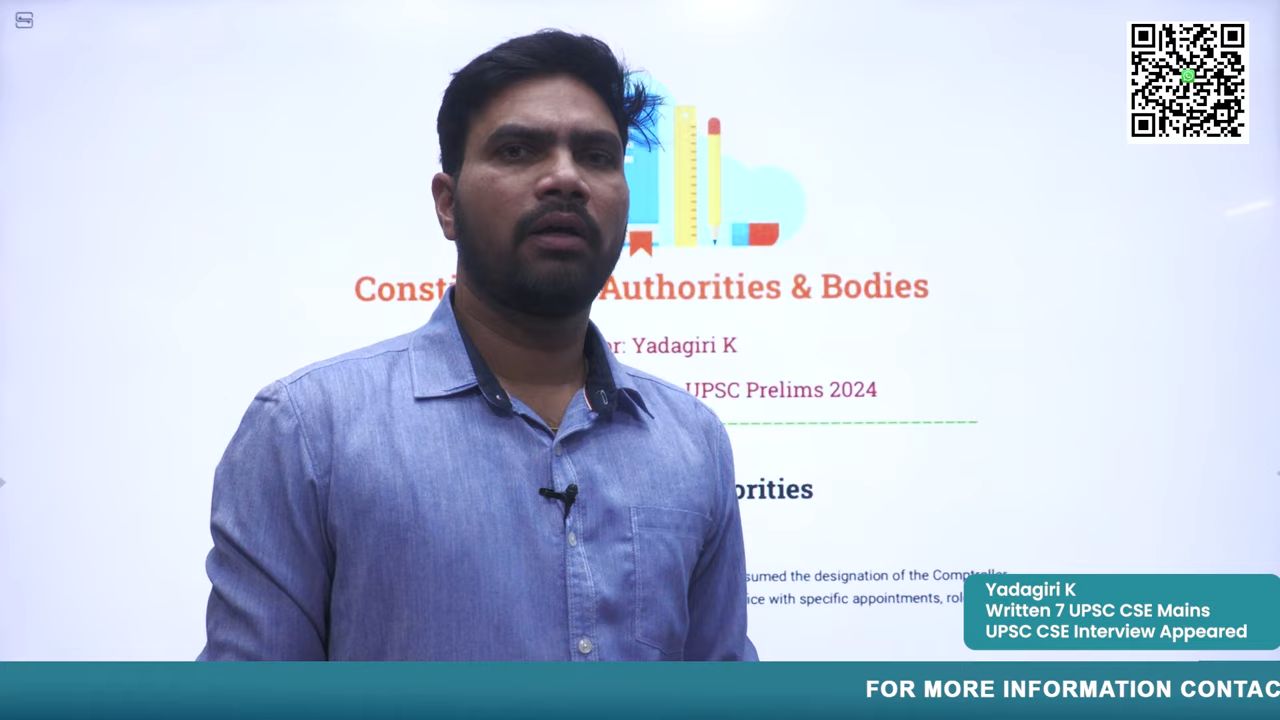 Consti Authorities & Bodies
or: Yadagiri K
UPSC Prelims 2024
orities
sumed the designation of the Comptroller
ice with specific appointments, rol
Yadagiri K
Written 7 UPSC CSE Mains
UPSC CSE Interview Appeared
FOR MORE INFORMATION CONTAC